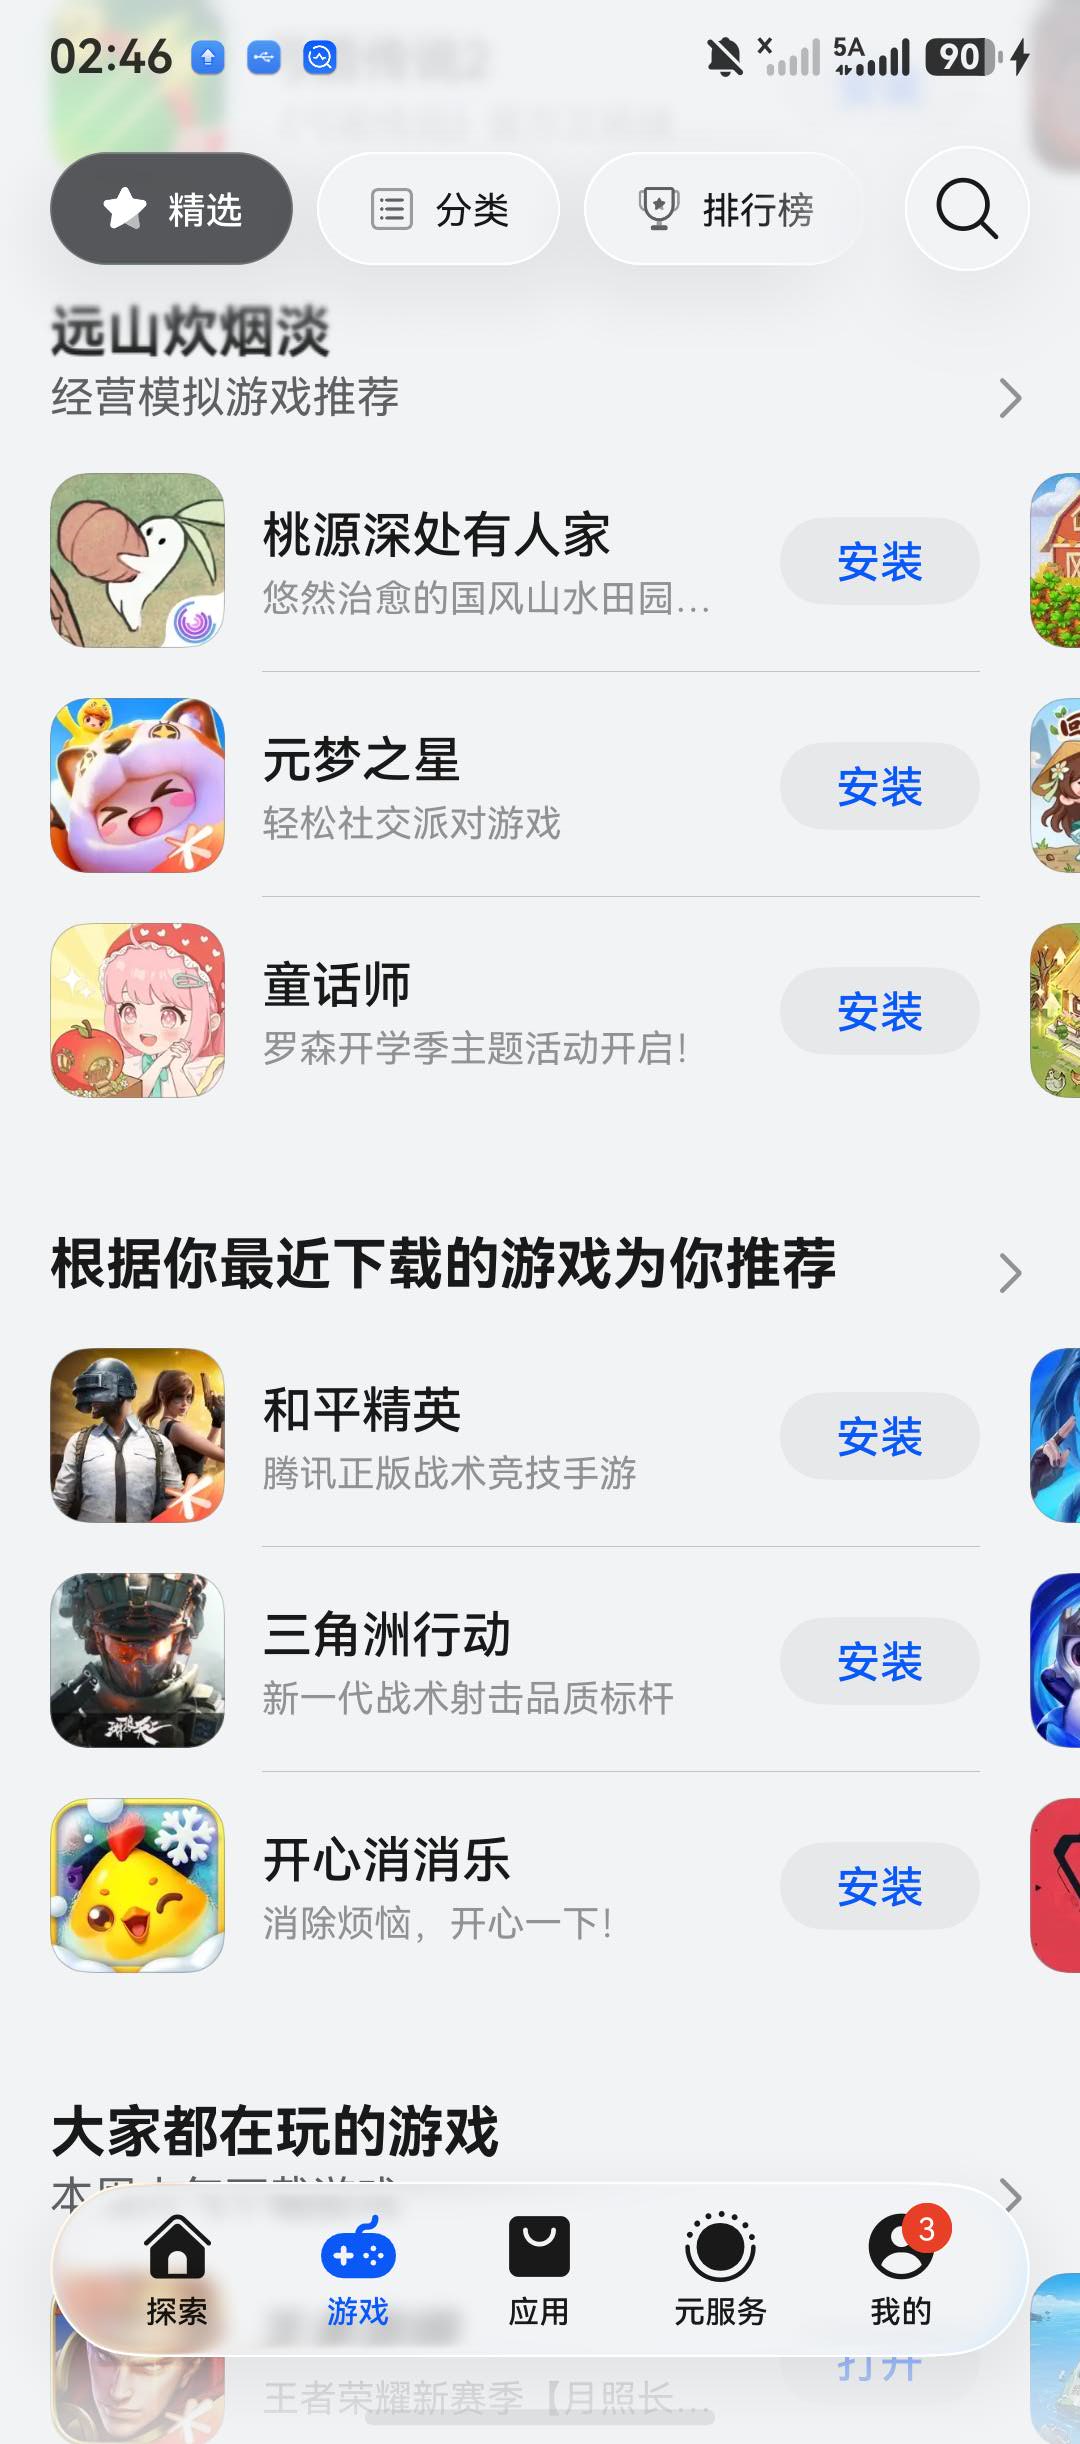 02:46
5A
90
精选
分类
排行榜
远山炊烟淡
经营模拟游戏推荐
桃源深处有人家
悠然治愈的国风山水田园...
安装
元梦之星
轻松社交派对游戏
安装
童话师
罗森开学季主题活动开启！
安装
根据你最近下载的游戏为你推荐
和平精英
腾讯正版战术竞技手游
安装
三角洲行动
新一代战术射击品质标杆
安装
开心消消乐
消除烦恼，开心一下！
安装
大家都在玩的游戏
3
探索
游戏
应用
元服务
我的
打开
王者荣耀新赛季【月照长...